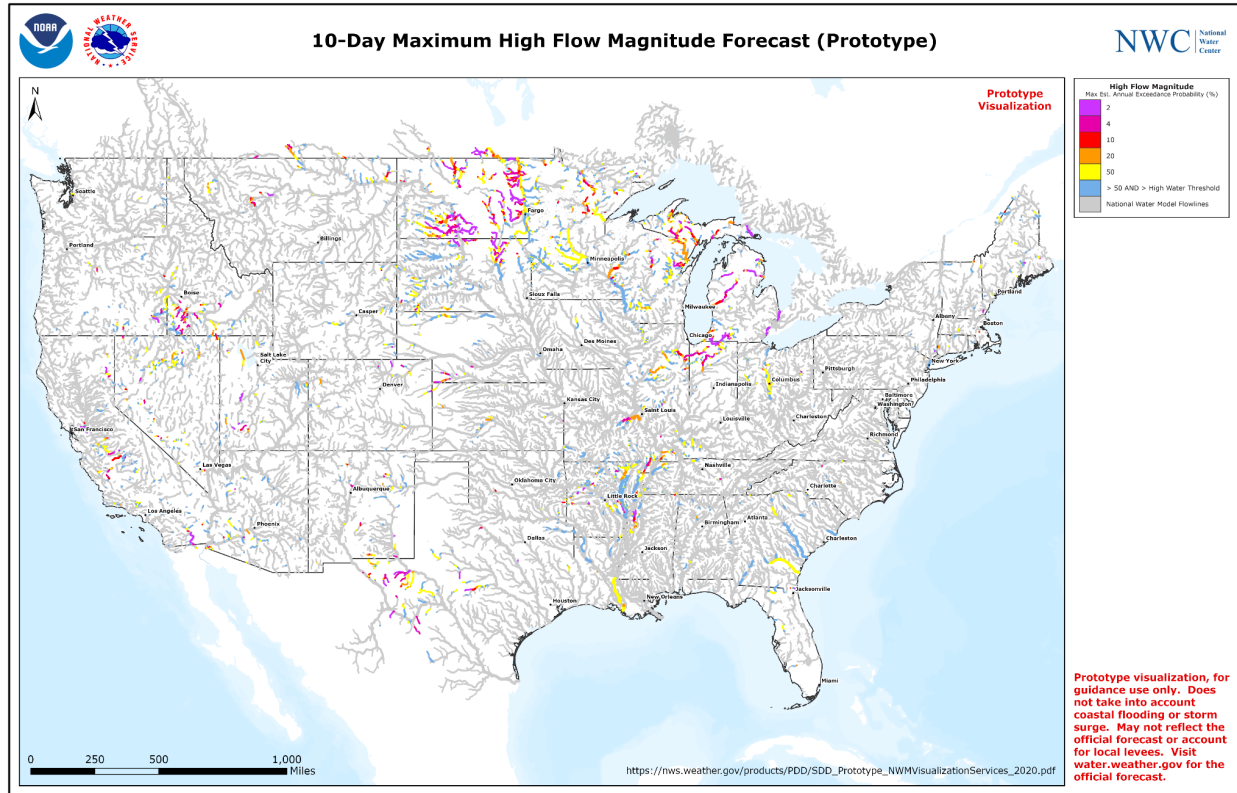 NOAA
NATIONAL WEATHER SERVICE
10-Day Maximum High Flow Magnitude Forecast (Prototype)
NWC
National
Water
Center
N
Prototype
Visualization
High Flow Magnitude
Max Est. Annual Exceedance Probability (%)
2
4
10
20
50
> 50 AND > High Water Threshold
National Water Model Flowlines
Seattle
Portland
Billings
Fargo
Minneapolis
Boise
Casper
Sioux Falls
Milwaukee
Chicago
Portland
Albany
Boston
Salt Lake
City
Omaha
Des Moines
New York
Denver
Indianapolis
Columbus
Pittsburgh
Philadelphia
Kansas City
Saint Louis
Louisville
Charleston
Baltimore
Washington
San Francisco
Richmond
Las Vegas
Nashville
Oklahoma City
Little Rock
Charlotte
Albuquerque
Los Angeles
Phoenix
Birmingham
Atlanta
Dallas
Jackson
Charleston
Jacksonville
Houston
New Orleans
Miami
0
250
500
1,000
Miles
https://nws.weather.gov/products/PDD/SDD_Prototype_NWMVisualizationServices_2020.pdf
Prototype visualization, for
guidance use only. Does
not take into account
coastal flooding or storm
surge. May not reflect the
official forecast or account
for local levees. Visit
water.weather.gov for the
official forecast.